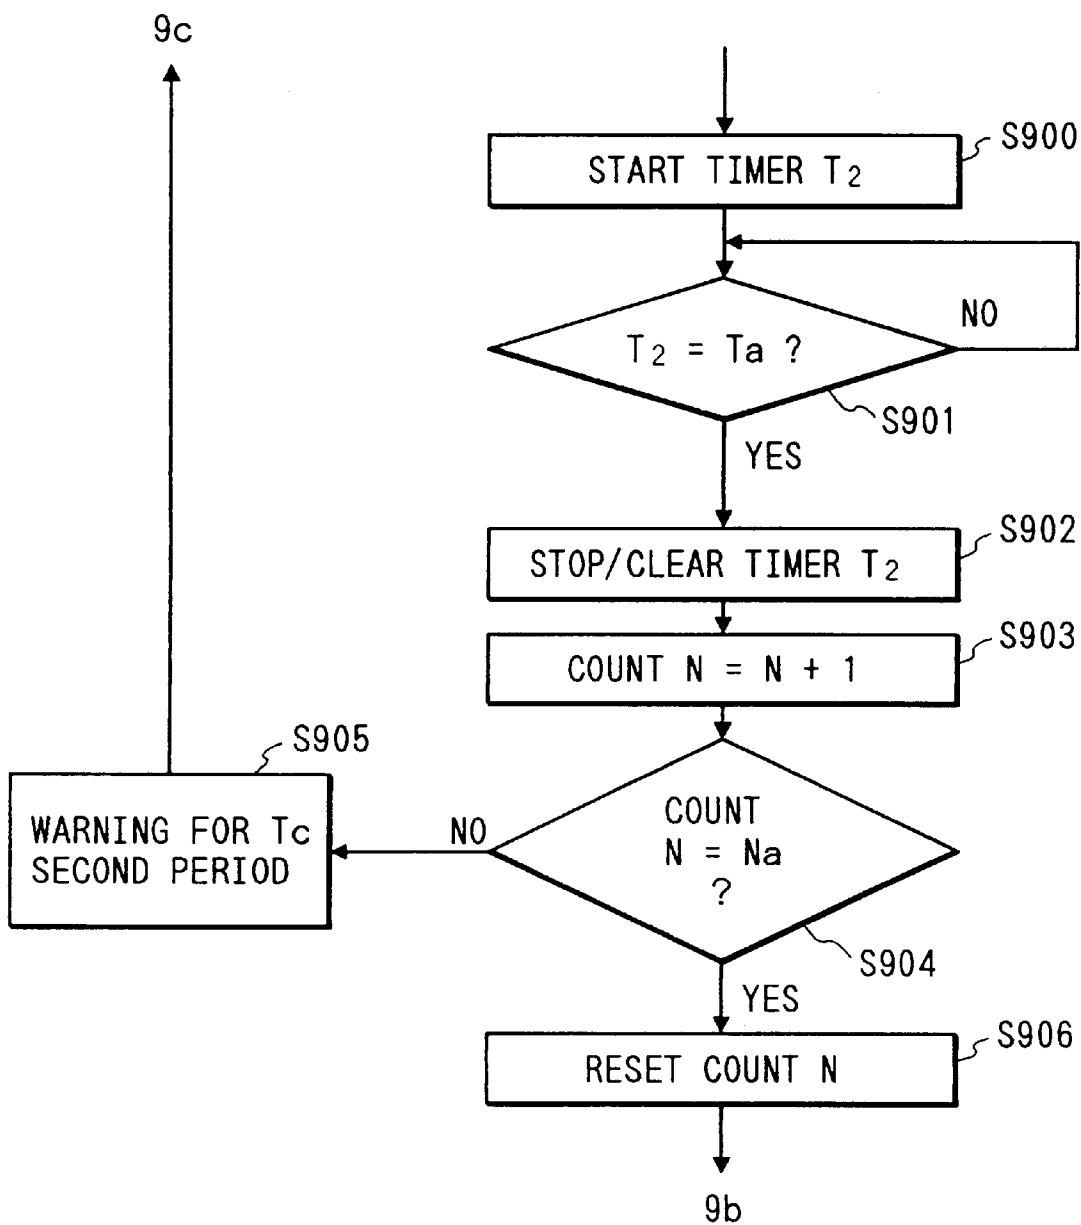 9c
S900
START TIMER T2
NO
T2 = Ta ?
S901
YES
S902
STOP/CLEAR TIMER T2
S903
COUNT N = N + 1
S905
WARNING FOR Tc
SECOND PERIOD
NO
COUNT
N = Na
?
S904
YES
S906
RESET COUNT N
9b